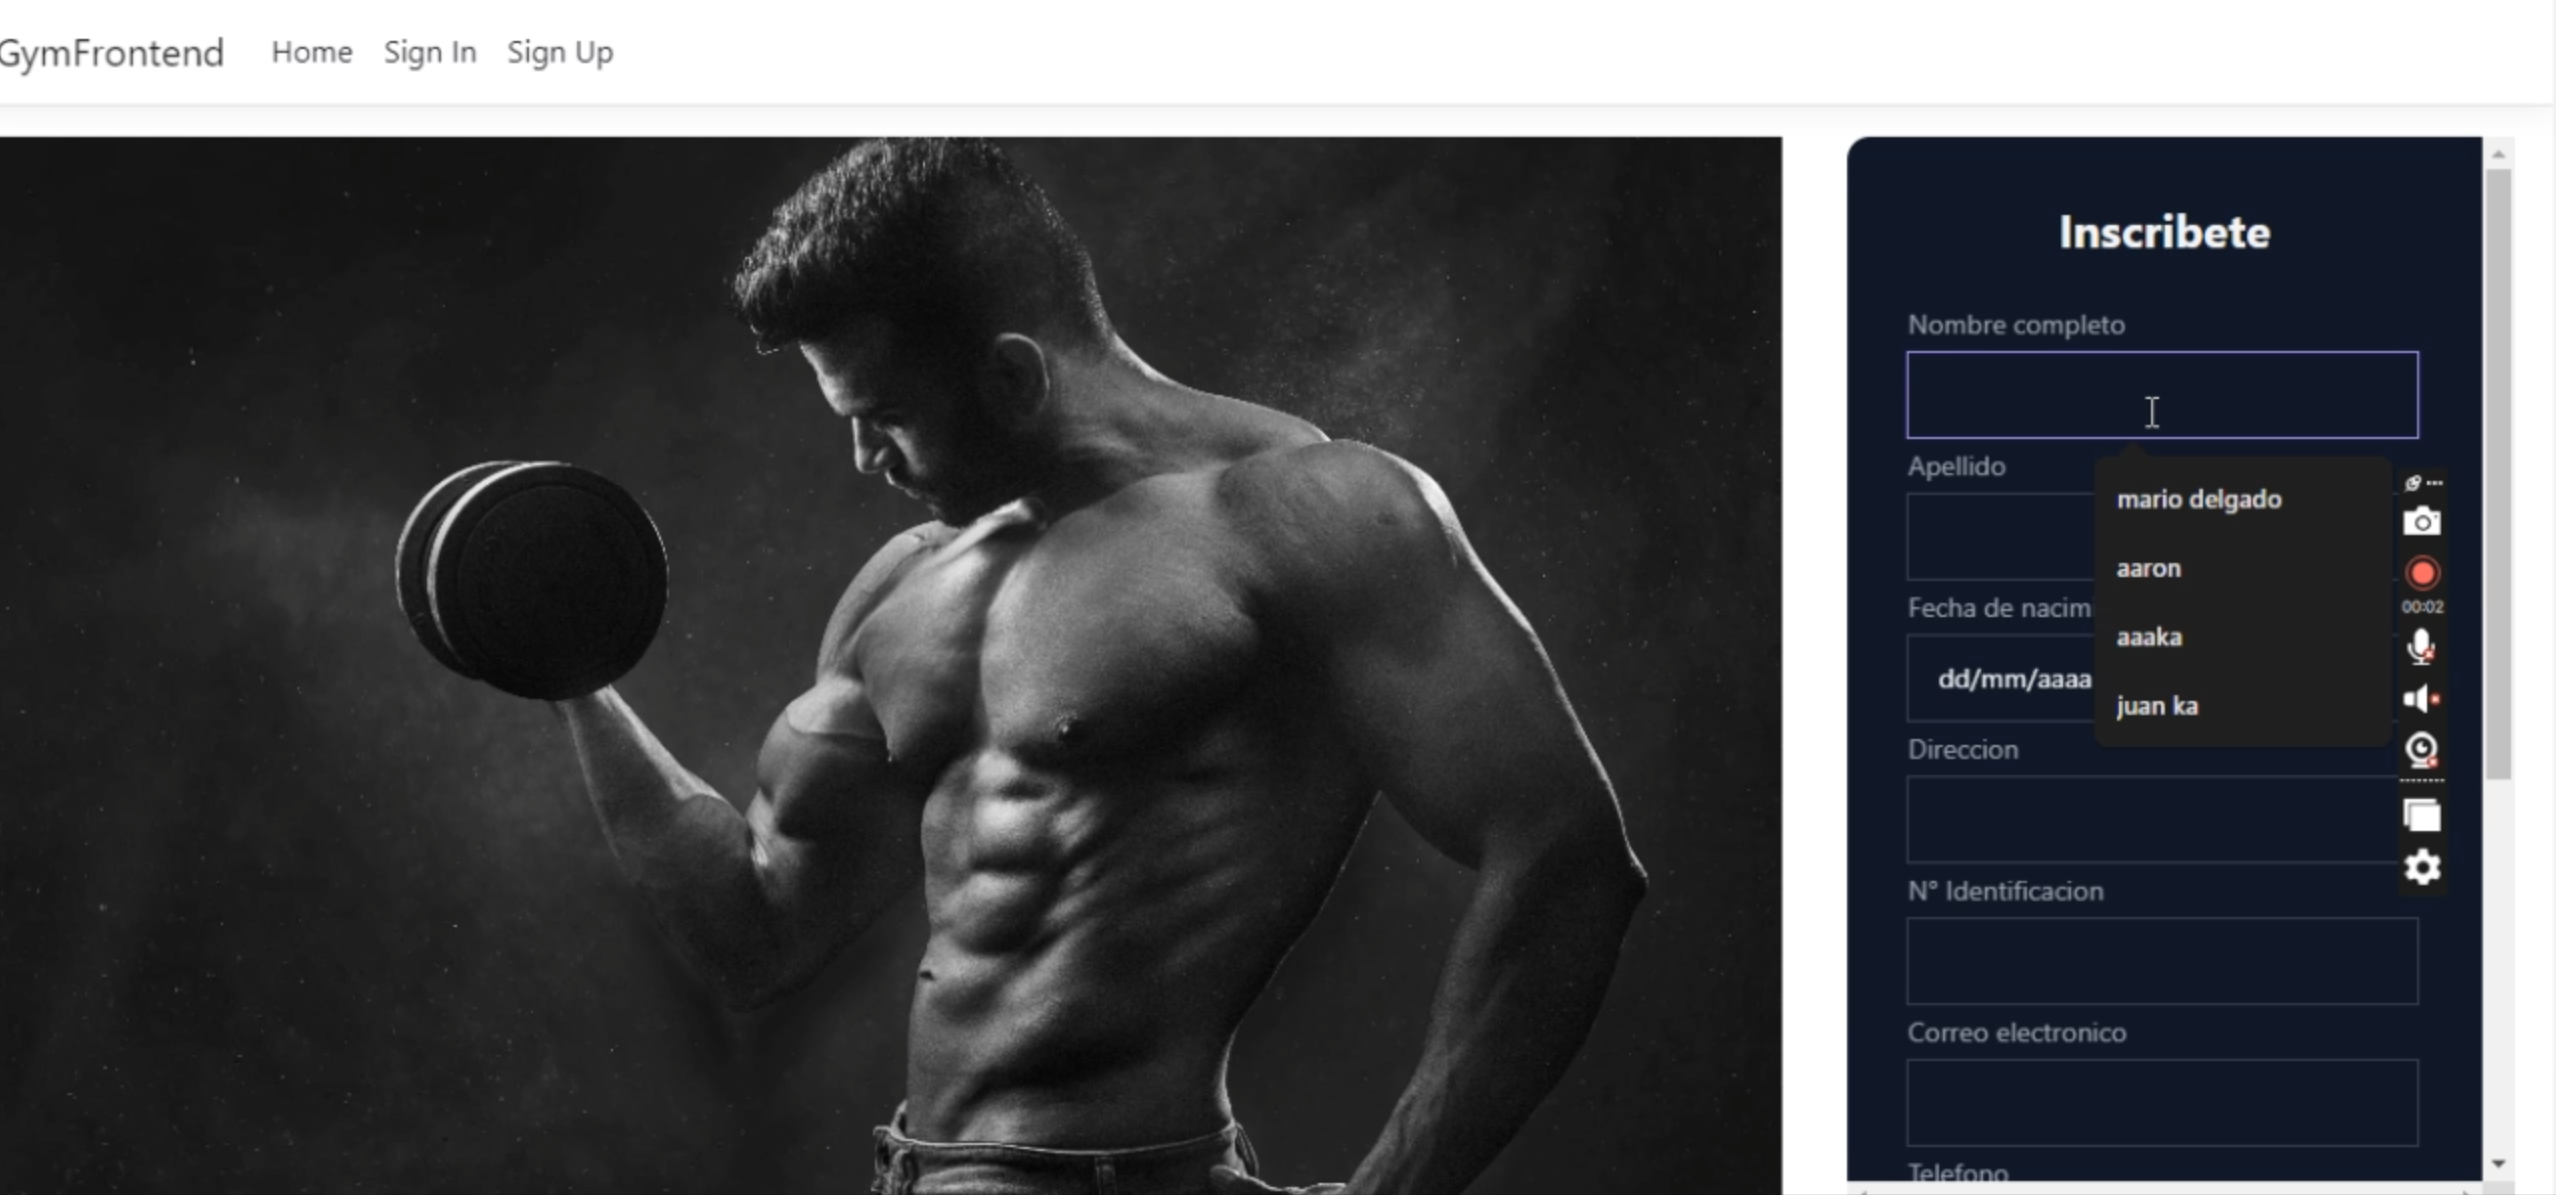 GymFrontend Home Sign In Sign Up
Inscribete
Nombre completo
Apellido
mario delgado
aaron
aaaka
juan ka
00:02
Fecha de nacim
dd/mm/aaaa
Direccion
N° Identificacion
Correo electronico
Telefono